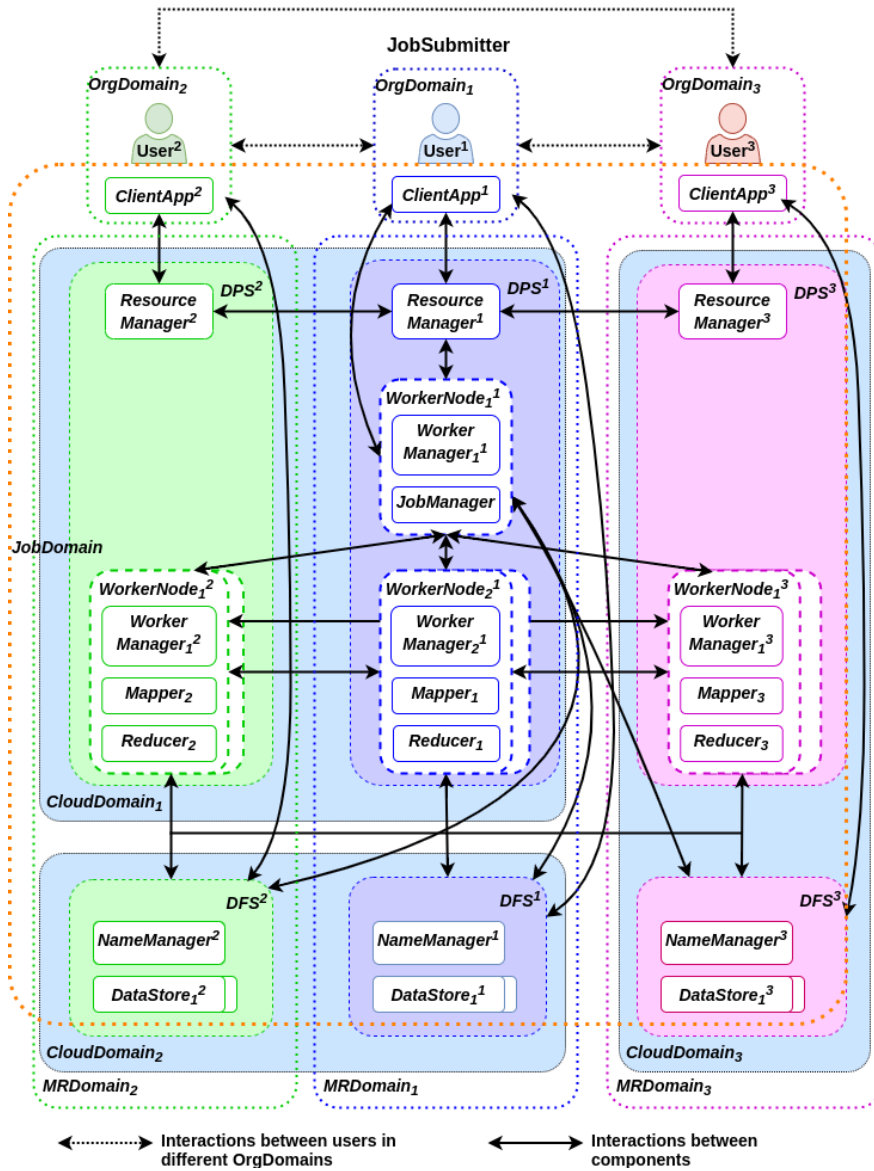 JobSubmitter
OrgDomain₂
OrgDomain₁
OrgDomain₃
User²
User¹
User³
ClientApp²
ClientApp¹
ClientApp³
DPS²
DPS¹
DPS³
Resource
Manager²
Resource
Manager¹
Resource
Manager³
WorkerNode₁¹
Worker
Manager₁¹
JobManager
JobDomain
WorkerNode₁²
WorkerNode₂¹
WorkerNode₁³
Worker
Manager₁²
Worker
Manager₂¹
Worker
Manager₁³
Mapper₂
Mapper₁
Mapper₃
Reducer₂
Reducer₁
Reducer₃
CloudDomain₁
DFS²
DFS¹
DFS³
NameManager²
NameManager¹
NameManager³
DataStore₁²
DataStore₁¹
DataStore₁³
CloudDomain₂
CloudDomain₃
MRDomain₂
MRDomain₁
MRDomain₃
Interactions between users in
different OrgDomains
Interactions between
components